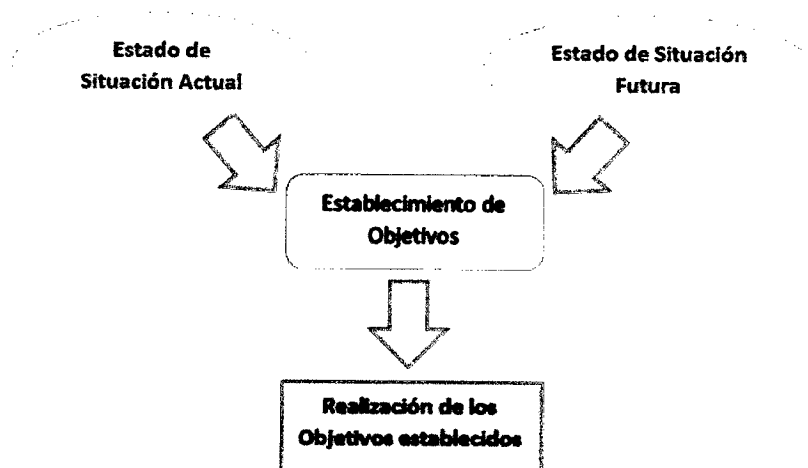 Estado de
Situación Actual
Estado de Situación
Futura
Establecimiento de
Objetivos
Realización de los
Objetivos establecidos